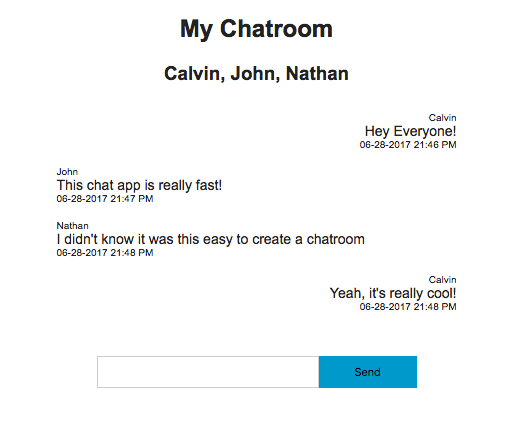 My Chatroom
Calvin, John, Nathan
Calvin
Hey Everyone!
06-28-2017 21:46 PM
John
This chat app is really fast!
06-28-2017 21:47 PM
Nathan
I didn't know it was this easy to create a chatroom
06-28-2017 21:48 PM
Calvin
Yeah, it's really cool!
06-28-2017 21:48 PM
Send